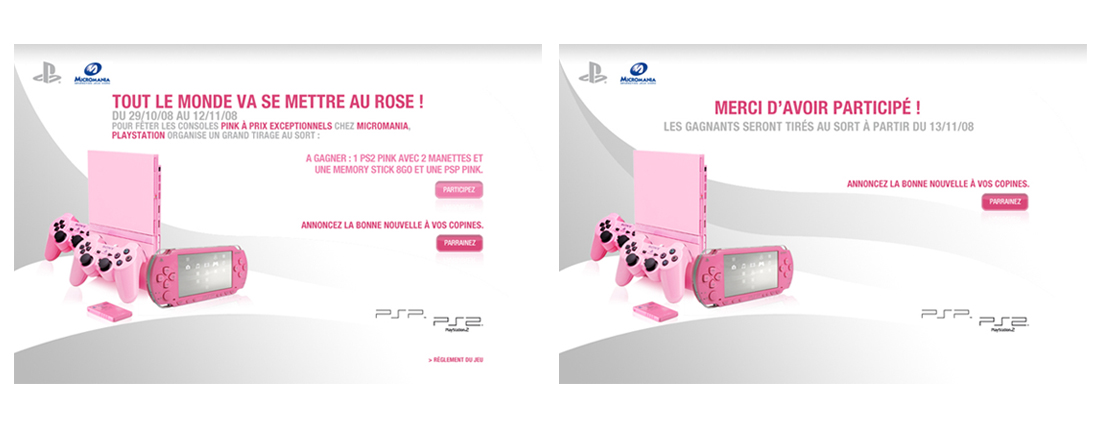 MICROMANIA
TOUT LE MONDE VA SE METTRE AU ROSE !
DU 29/10/08 AU 12/11/08
POUR FÊTER LES CONSOLES PINK À PRIX EXCEPTIONNELS CHEZ MICROMANIA,
PLAYSTATION ORGANISE UN GRAND TIRAGE AU SORT :
A GAGNER : 1 PS2 PINK AVEC 2 MANETTES ET
UNE MEMORY STICK 8GO ET UNE PSP PINK.
PARTICIPEZ
ANNONCEZ LA BONNE NOUVELLE À VOS COPINES.
PARRAINEZ
PSP PS2
PlayStation 2
> RÈGLEMENT DU JEU
MICROMANIA
MERCI D'AVOIR PARTICIPÉ !
LES GAGNANTS SERONT TIRÉS AU SORT À PARTIR DU 13/11/08
ANNONCEZ LA BONNE NOUVELLE À VOS COPINES.
PARRAINEZ
PSP PS2
PlayStation 2